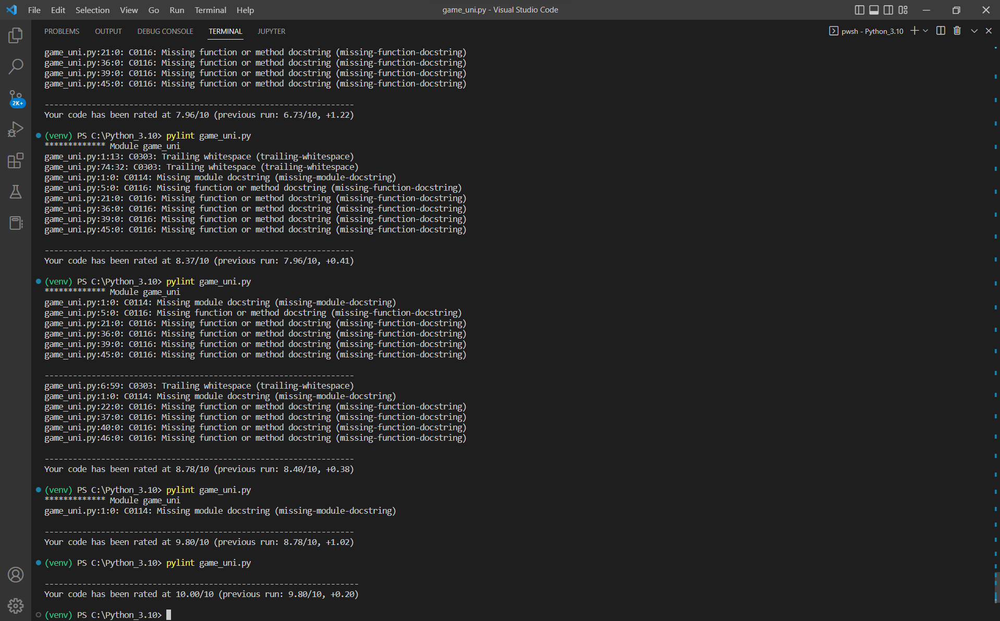 File Edit Selection View Go Run Terminal Help
game_uni.py - Visual Studio Code
PROBLEMS OUTPUT DEBUG CONSOLE TERMINAL JUPYTER
pwsh - Python_3.10
2K+
game_uni.py:21:0: C0116: Missing function or method docstring (missing-function-docstring)
game_uni.py:36:0: C0116: Missing function or method docstring (missing-function-docstring)
game_uni.py:39:0: C0116: Missing function or method docstring (missing-function-docstring)
game_uni.py:45:0: C0116: Missing function or method docstring (missing-function-docstring)
------------------------------------------------------------------
Your code has been rated at 7.96/10 (previous run: 6.73/10, +1.22)
(venv) PS C:\Python_3.10> pylint game_uni.py
************* Module game_uni
game_uni.py:1:13: C0303: Trailing whitespace (trailing-whitespace)
game_uni.py:74:32: C0303: Trailing whitespace (trailing-whitespace)
game_uni.py:1:0: C0114: Missing module docstring (missing-module-docstring)
game_uni.py:5:0: C0116: Missing function or method docstring (missing-function-docstring)
game_uni.py:21:0: C0116: Missing function or method docstring (missing-function-docstring)
game_uni.py:36:0: C0116: Missing function or method docstring (missing-function-docstring)
game_uni.py:39:0: C0116: Missing function or method docstring (missing-function-docstring)
game_uni.py:45:0: C0116: Missing function or method docstring (missing-function-docstring)
------------------------------------------------------------------
Your code has been rated at 8.37/10 (previous run: 7.96/10, +0.41)
(venv) PS C:\Python_3.10> pylint game_uni.py
************* Module game_uni
game_uni.py:1:0: C0114: Missing module docstring (missing-module-docstring)
game_uni.py:5:0: C0116: Missing function or method docstring (missing-function-docstring)
game_uni.py:21:0: C0116: Missing function or method docstring (missing-function-docstring)
game_uni.py:36:0: C0116: Missing function or method docstring (missing-function-docstring)
game_uni.py:39:0: C0116: Missing function or method docstring (missing-function-docstring)
game_uni.py:45:0: C0116: Missing function or method docstring (missing-function-docstring)
------------------------------------------------------------------
game_uni.py:6:59: C0303: Trailing whitespace (trailing-whitespace)
game_uni.py:1:0: C0114: Missing module docstring (missing-module-docstring)
game_uni.py:22:0: C0116: Missing function or method docstring (missing-function-docstring)
game_uni.py:37:0: C0116: Missing function or method docstring (missing-function-docstring)
game_uni.py:40:0: C0116: Missing function or method docstring (missing-function-docstring)
game_uni.py:46:0: C0116: Missing function or method docstring (missing-function-docstring)
------------------------------------------------------------------
Your code has been rated at 8.78/10 (previous run: 8.40/10, +0.38)
(venv) PS C:\Python_3.10> pylint game_uni.py
************* Module game_uni
game_uni.py:1:0: C0114: Missing module docstring (missing-module-docstring)
------------------------------------------------------------------
Your code has been rated at 9.80/10 (previous run: 8.78/10, +1.02)
(venv) PS C:\Python_3.10> pylint game_uni.py
-------------------------------------------------------------------
Your code has been rated at 10.00/10 (previous run: 9.80/10, +0.20)
(venv) PS C:\Python_3.10>